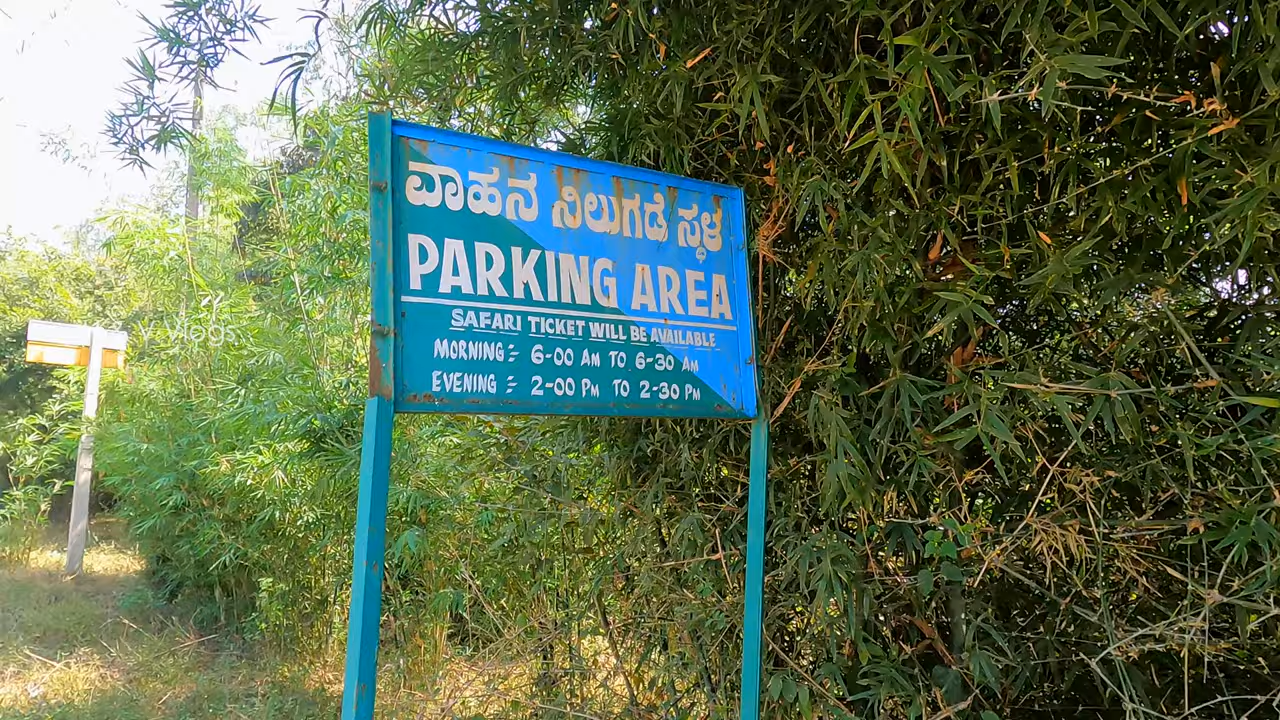 ವಾಹನ ನಿಲುಗಡೆ ಸ್ಥಳ
PARKING AREA
SAFARI TICKET WILL BE AVAILABLE
MORNING :- 6-00 AM TO 6-30 AM
EVENING :- 2-00 PM TO 2-30 PM
y Vlogs